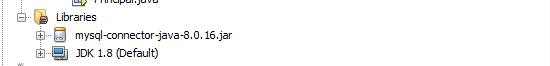 Principal.java
Libraries
mysql-connector-java-8.0.16.jar
JDK 1.8 (Default)